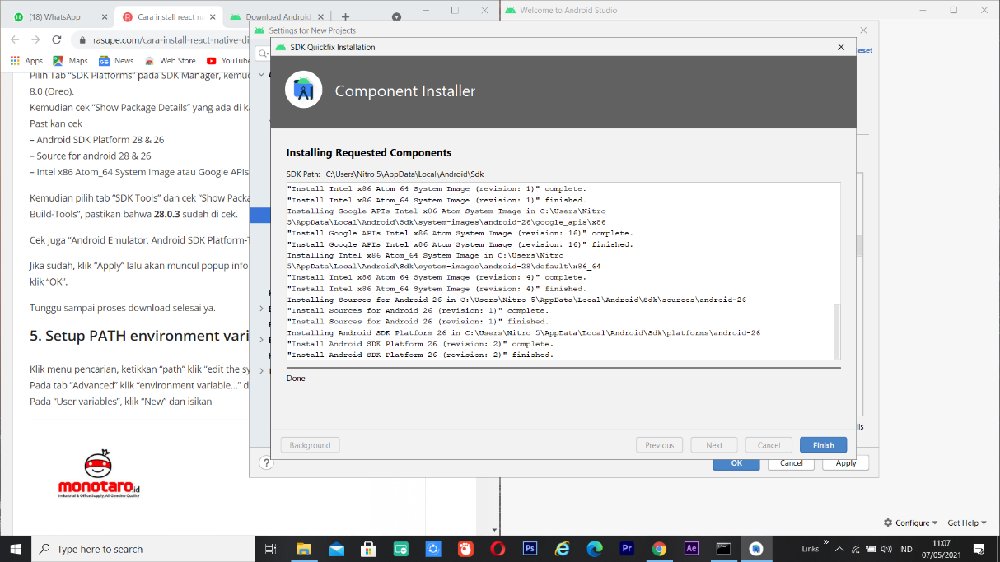 (18) WhatsApp
Cara install react na
Download Android
Welcome to Android Studio
rasupe.com/cara-install-react-native-di
Apps
Maps
News
Web Store
YouTube
Pilih Tab "SDK Platforms" pada SDK Manager, kemud
8.0 (Oreo).
Kemudian cek "Show Package Details" yang ada di ka
Pastikan cek
– Android SDK Platform 28 & 26
– Source for android 28 & 26
– Intel x86 Atom_64 System Image atau Google APIs
Kemudian pilih tab "SDK Tools" dan cek "Show Packa
Build-Tools", pastikan bahwa 28.0.3 sudah di cek.
Cek juga "Android Emulator, Android SDK Platform-T
Jika sudah, klik "Apply" lalu akan muncul popup info
klik "OK".
Tunggu sampai proses download selesai ya.
5. Setup PATH environment vari
Klik menu pencarian, ketikkan "path" klik "edit the sy
Pada tab "Advanced" klik "environment variable..." d
Pada "User variables", klik "New" dan isikan
monotaro.id
Industrial & Office Supply, All Genuine Quality
Settings for New Projects
Reset
SDK Quickfix Installation
Component Installer
Installing Requested Components
SDK Path: C:\Users\Nitro 5\AppData\Local\Android\Sdk
"Install Intel x86 Atom_64 System Image (revision: 1)" complete.
"Install Intel x86 Atom_64 System Image (revision: 1)" finished.
Installing Google APIs Intel x86 Atom System Image in C:\Users\Nitro
5\AppData\Local\Android\Sdk\system-images\android-26\google_apis\x86
"Install Google APIs Intel x86 Atom System Image (revision: 16)" complete.
"Install Google APIs Intel x86 Atom System Image (revision: 16)" finished.
Installing Intel x86 Atom_64 System Image in C:\Users\Nitro
5\AppData\Local\Android\Sdk\system-images\android-28\default\x86_64
"Install Intel x86 Atom_64 System Image (revision: 4)" complete.
"Install Intel x86 Atom_64 System Image (revision: 4)" finished.
Installing Sources for Android 26 in C:\Users\Nitro 5\AppData\Local\Android\Sdk\sources\android-26
"Install Sources for Android 26 (revision: 1)" complete.
"Install Sources for Android 26 (revision: 1)" finished.
Installing Android SDK Platform 26 in C:\Users\Nitro 5\AppData\Local\Android\Sdk\platforms\android-26
"Install Android SDK Platform 26 (revision: 2)" complete.
"Install Android SDK Platform 26 (revision: 2)" finished.
Done
ils
Background
Previous
Next
Cancel
Finish
?
OK
Cancel
Apply
Configure
Get Help
Type here to search
Ps
Pr
Ae
Links
IND
11:07
07/05/2021